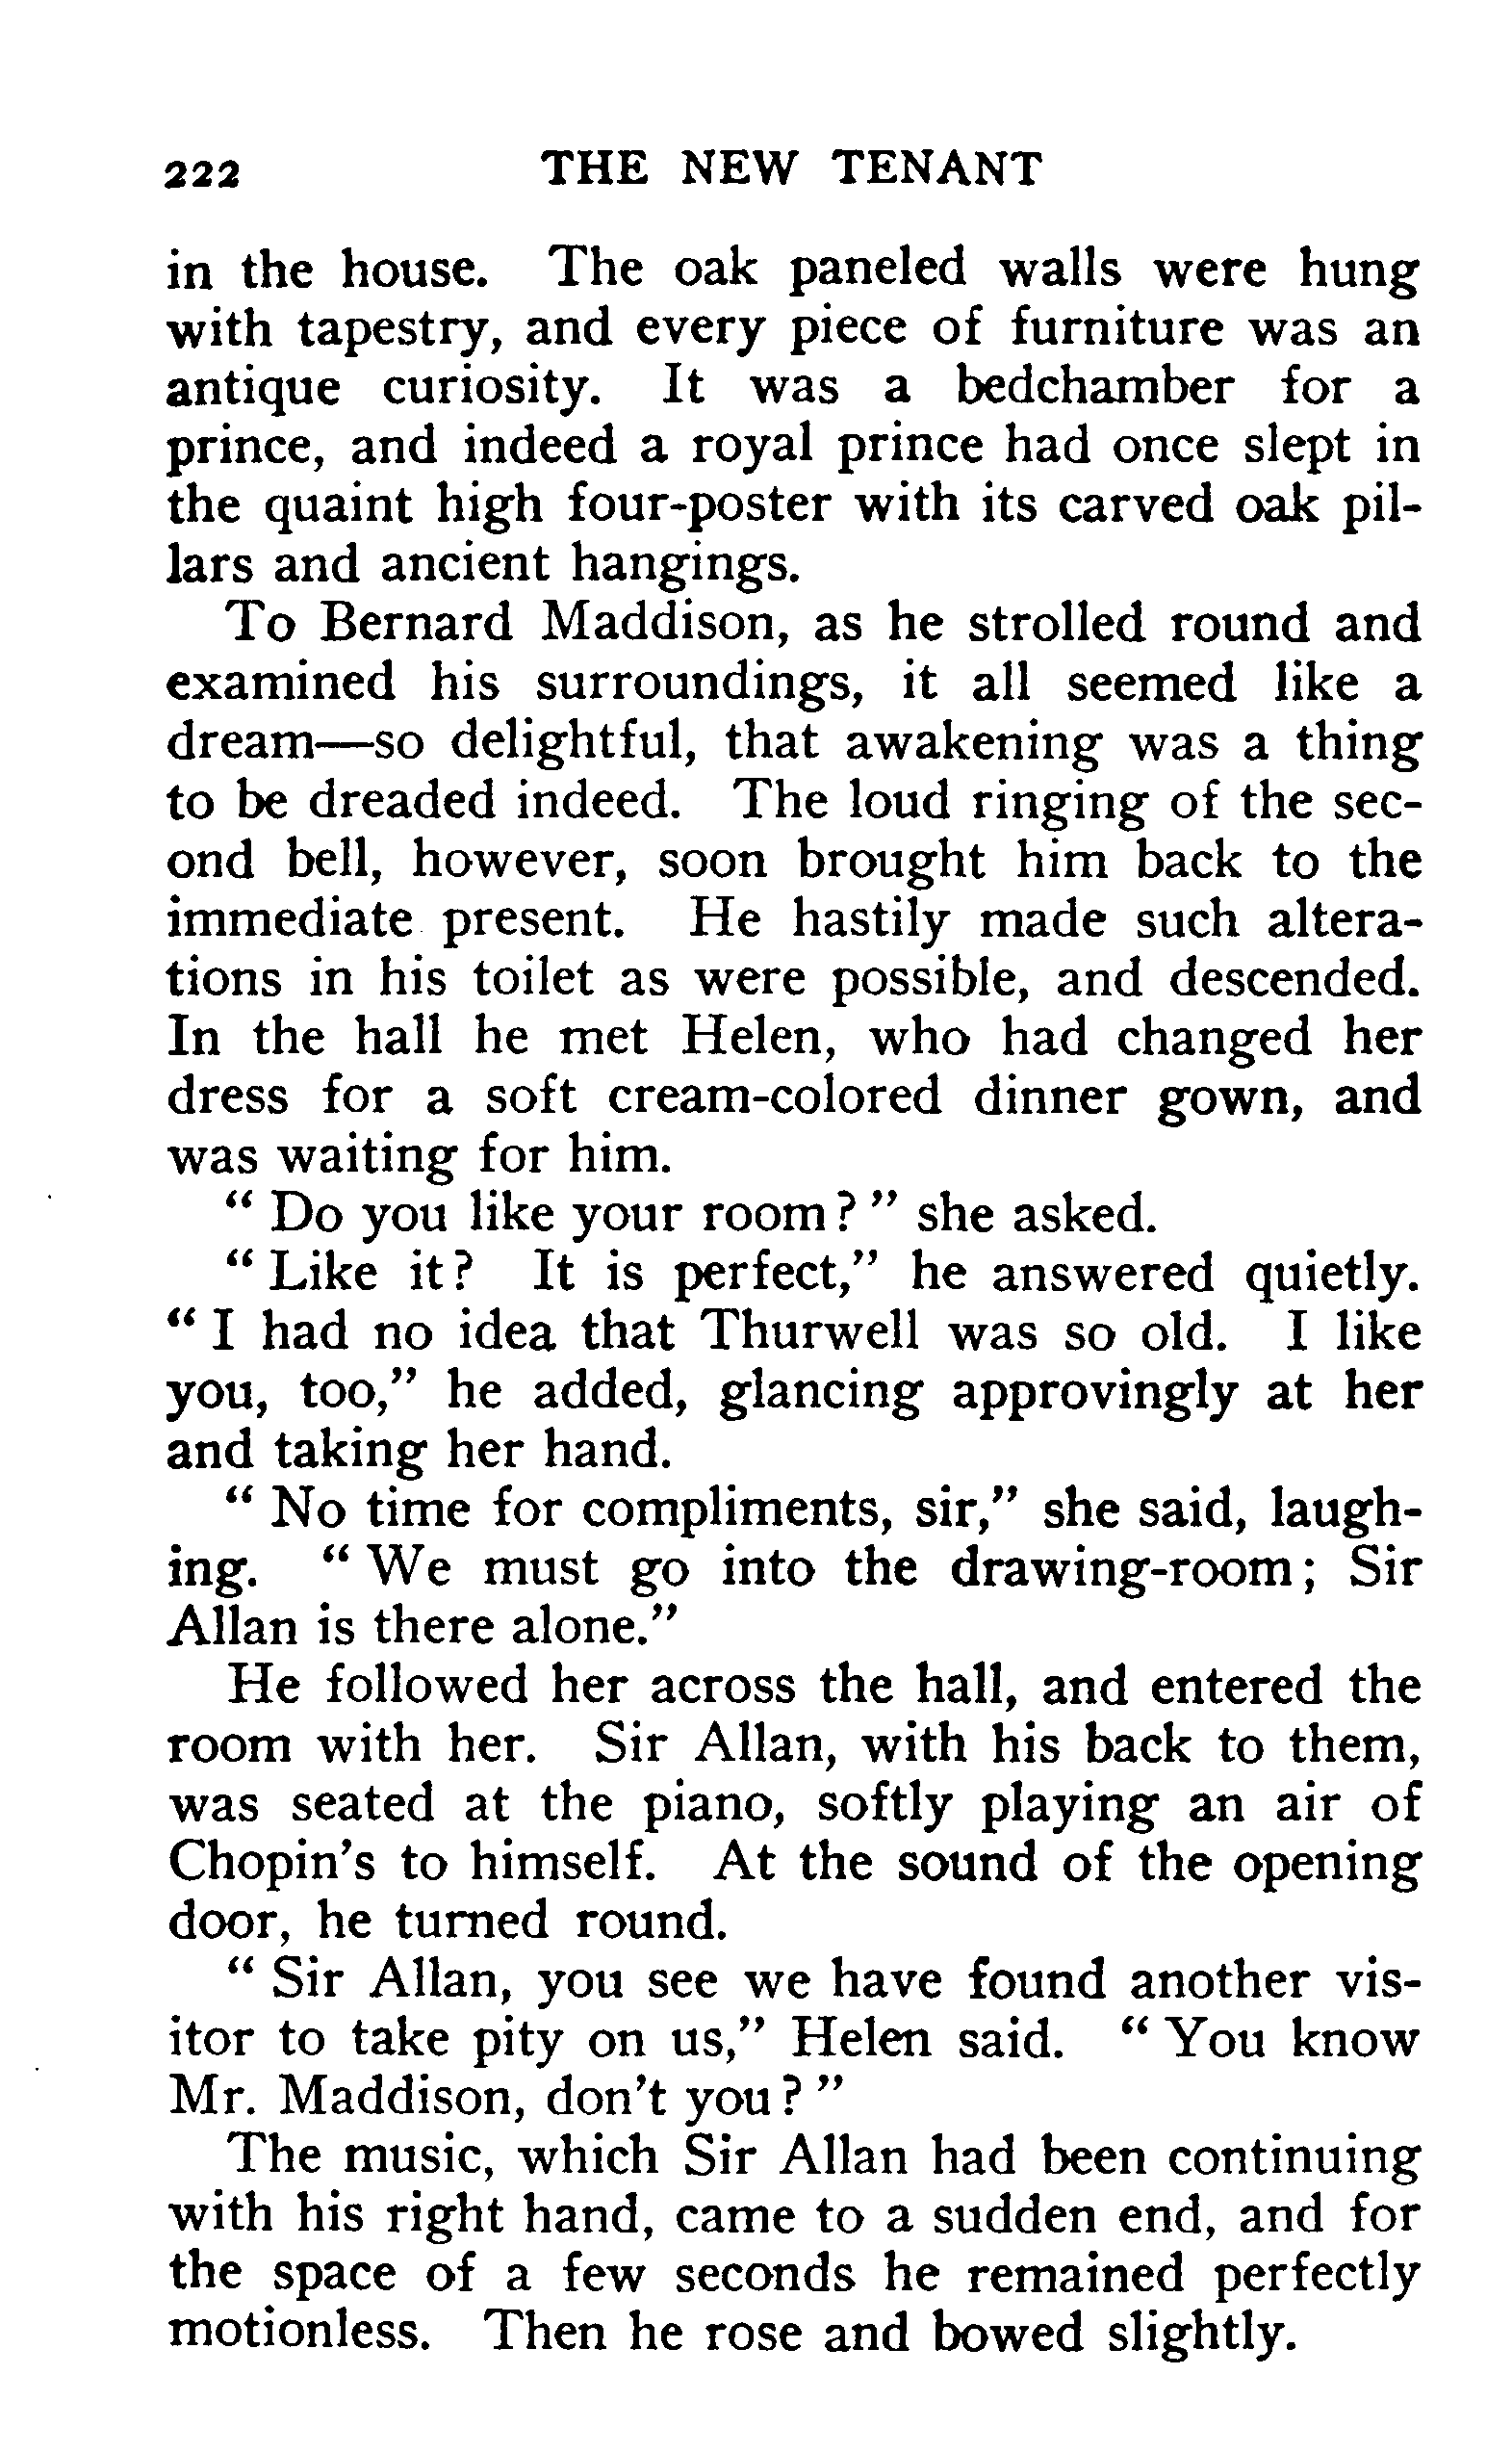 222 THE NEW TENANT
in the house. The oak paneled walls were hung
with tapestry, and every piece of furniture was an
antique curiosity. It was a bedchamber for a
prince, and indeed a royal prince had once slept in
the quaint high four-poster with its carved oak pil-
lars and ancient hangings.
To Bernard Maddison, as he strolled round and
examined his surroundings, it all seemed like a
dream—so delightful, that awakening was a thing
to be dreaded indeed. The loud ringing of the sec-
ond bell, however, soon brought him back to the
immediate present. He hastily made such altera-
tions in his toilet as were possible, and descended.
In the hall he met Helen, who had changed her
dress for a soft cream-colored dinner gown, and
was waiting for him.
“ Do you like your room ? ” she asked.
“ Like it ? It is perfect,” he answered quietly.
“ I had no idea that Thurwell was so old. I like
you, too,” he added, glancing approvingly at her
and taking her hand.
“ No time for compliments, sir,” she said, laugh-
ing. “ We must go into the drawing-room ; Sir
Allan is there alone.”
He followed her across the hall, and entered the
room with her. Sir Allan, with his back to them,
was seated at the piano, softly playing an air of
Chopin's to himself. At the sound of the opening
door, he turned round.
“ Sir Allan, you see we have found another vis-
itor to take pity on us,” Helen said. “ You know
Mr. Maddison, don't you ? ”
The music, which Sir Allan had been continuing
with his right hand, came to a sudden end, and for
the space of a few seconds he remained perfectly
motionless. Then he rose and bowed slightly.